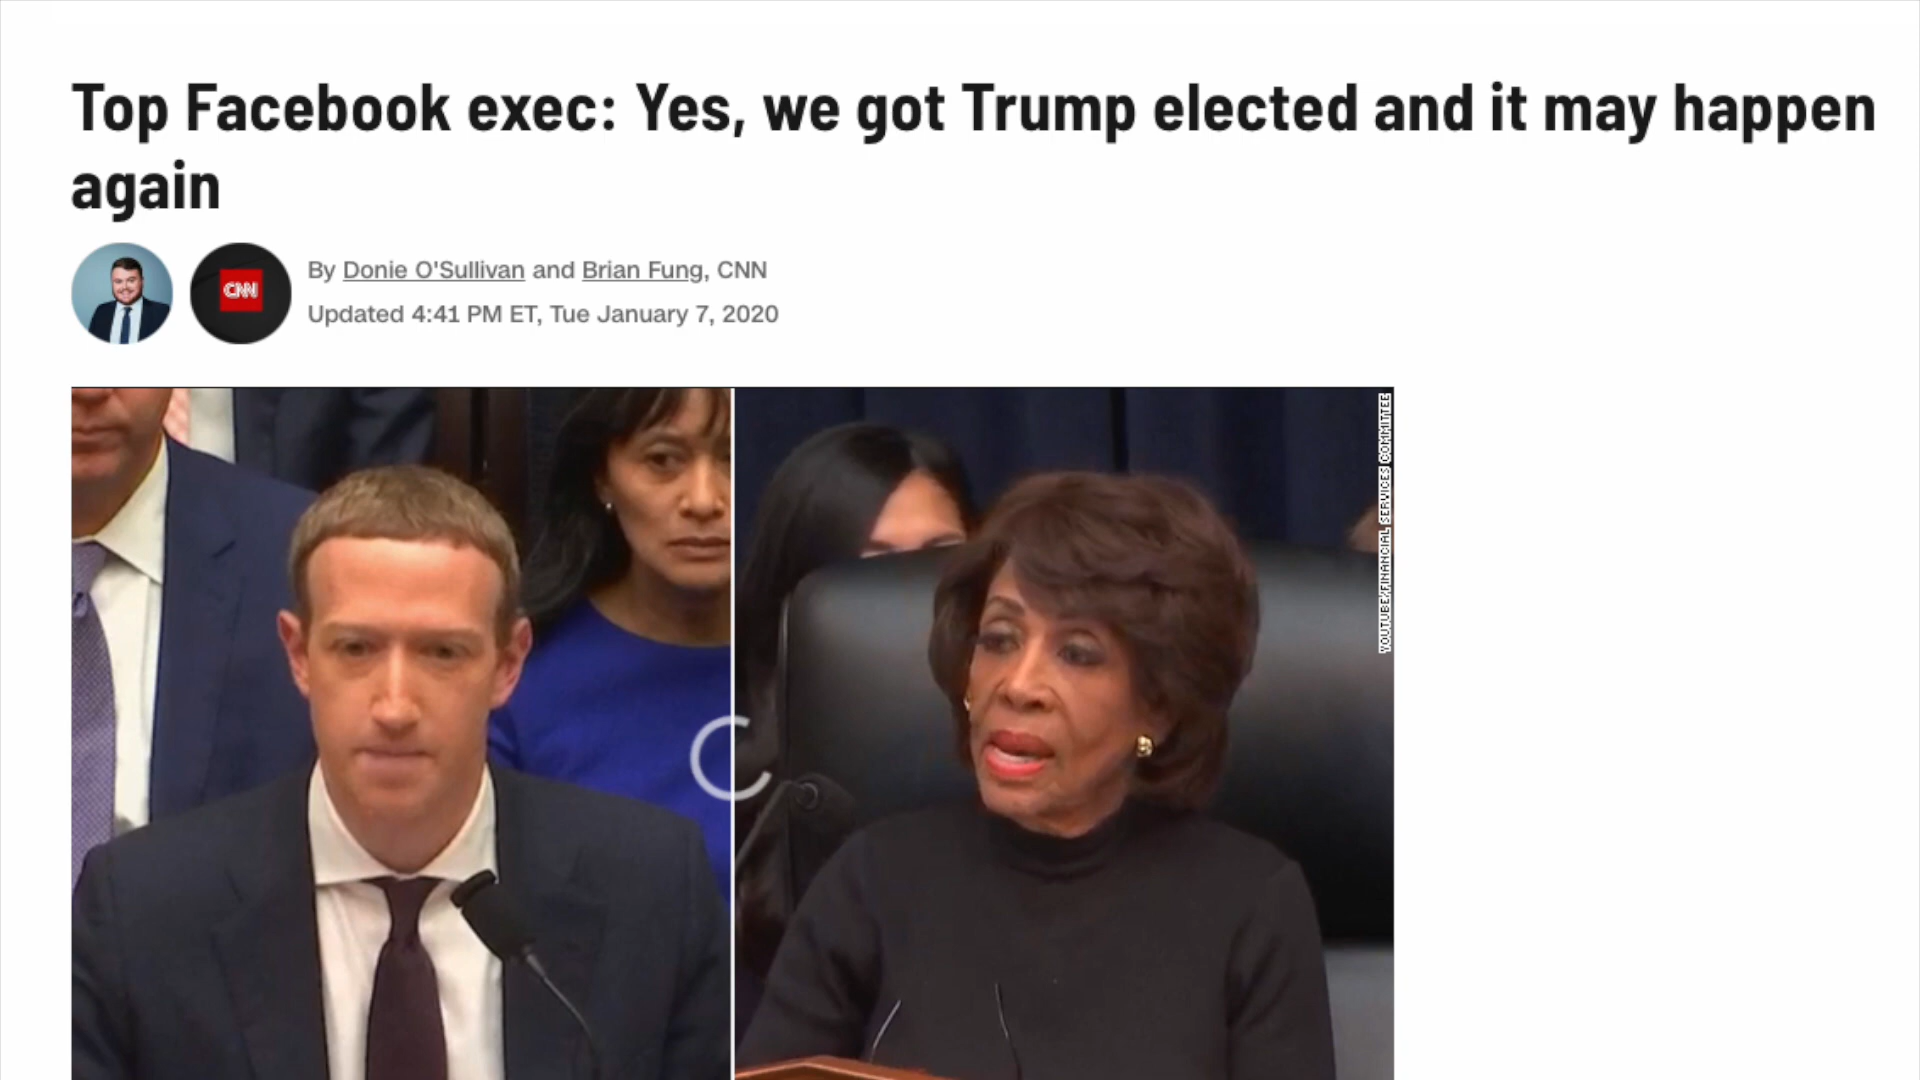 Top Facebook exec: Yes, we got Trump elected and it may happen
again
CNN
By Donie O'Sullivan and Brian Fung, CNN
Updated 4:41 PM ET, Tue January 7, 2020
YOUTUBE/FINANCIAL SERVICES COMMITTEE